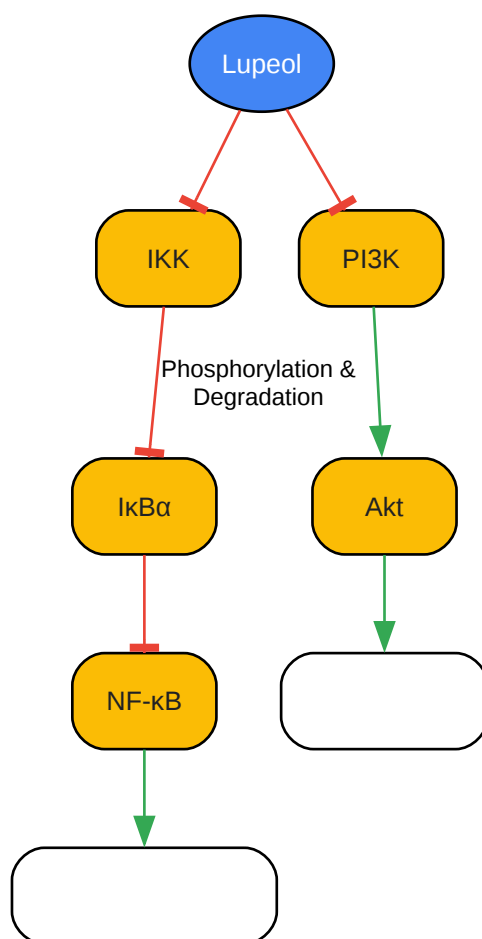 Lupeol
IKK
PI3K
Phosphorylation &
Degradation
IκBα
Akt
NF-κB